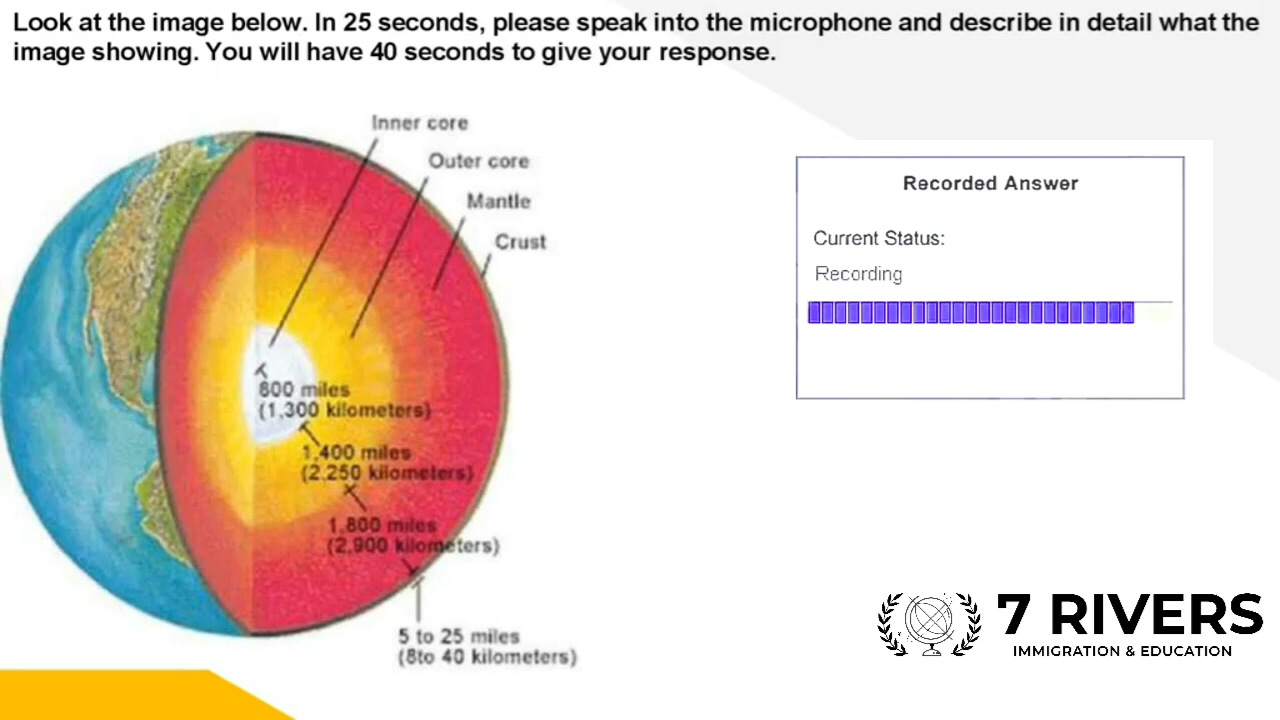 Look at the image below. In 25 seconds, please speak into the microphone and describe in detail what the
image showing. You will have 40 seconds to give your response.
Inner core
Outer core
Mantle
Crust
800 miles
(1,300 kilometers)
1,400 miles
(2,250 kilometers)
1,800 miles
(2,900 kilometers)
5 to 25 miles
(8to 40 kilometers)
Recorded Answer
Current Status:
Recording
7 RIVERS
IMMIGRATION & EDUCATION